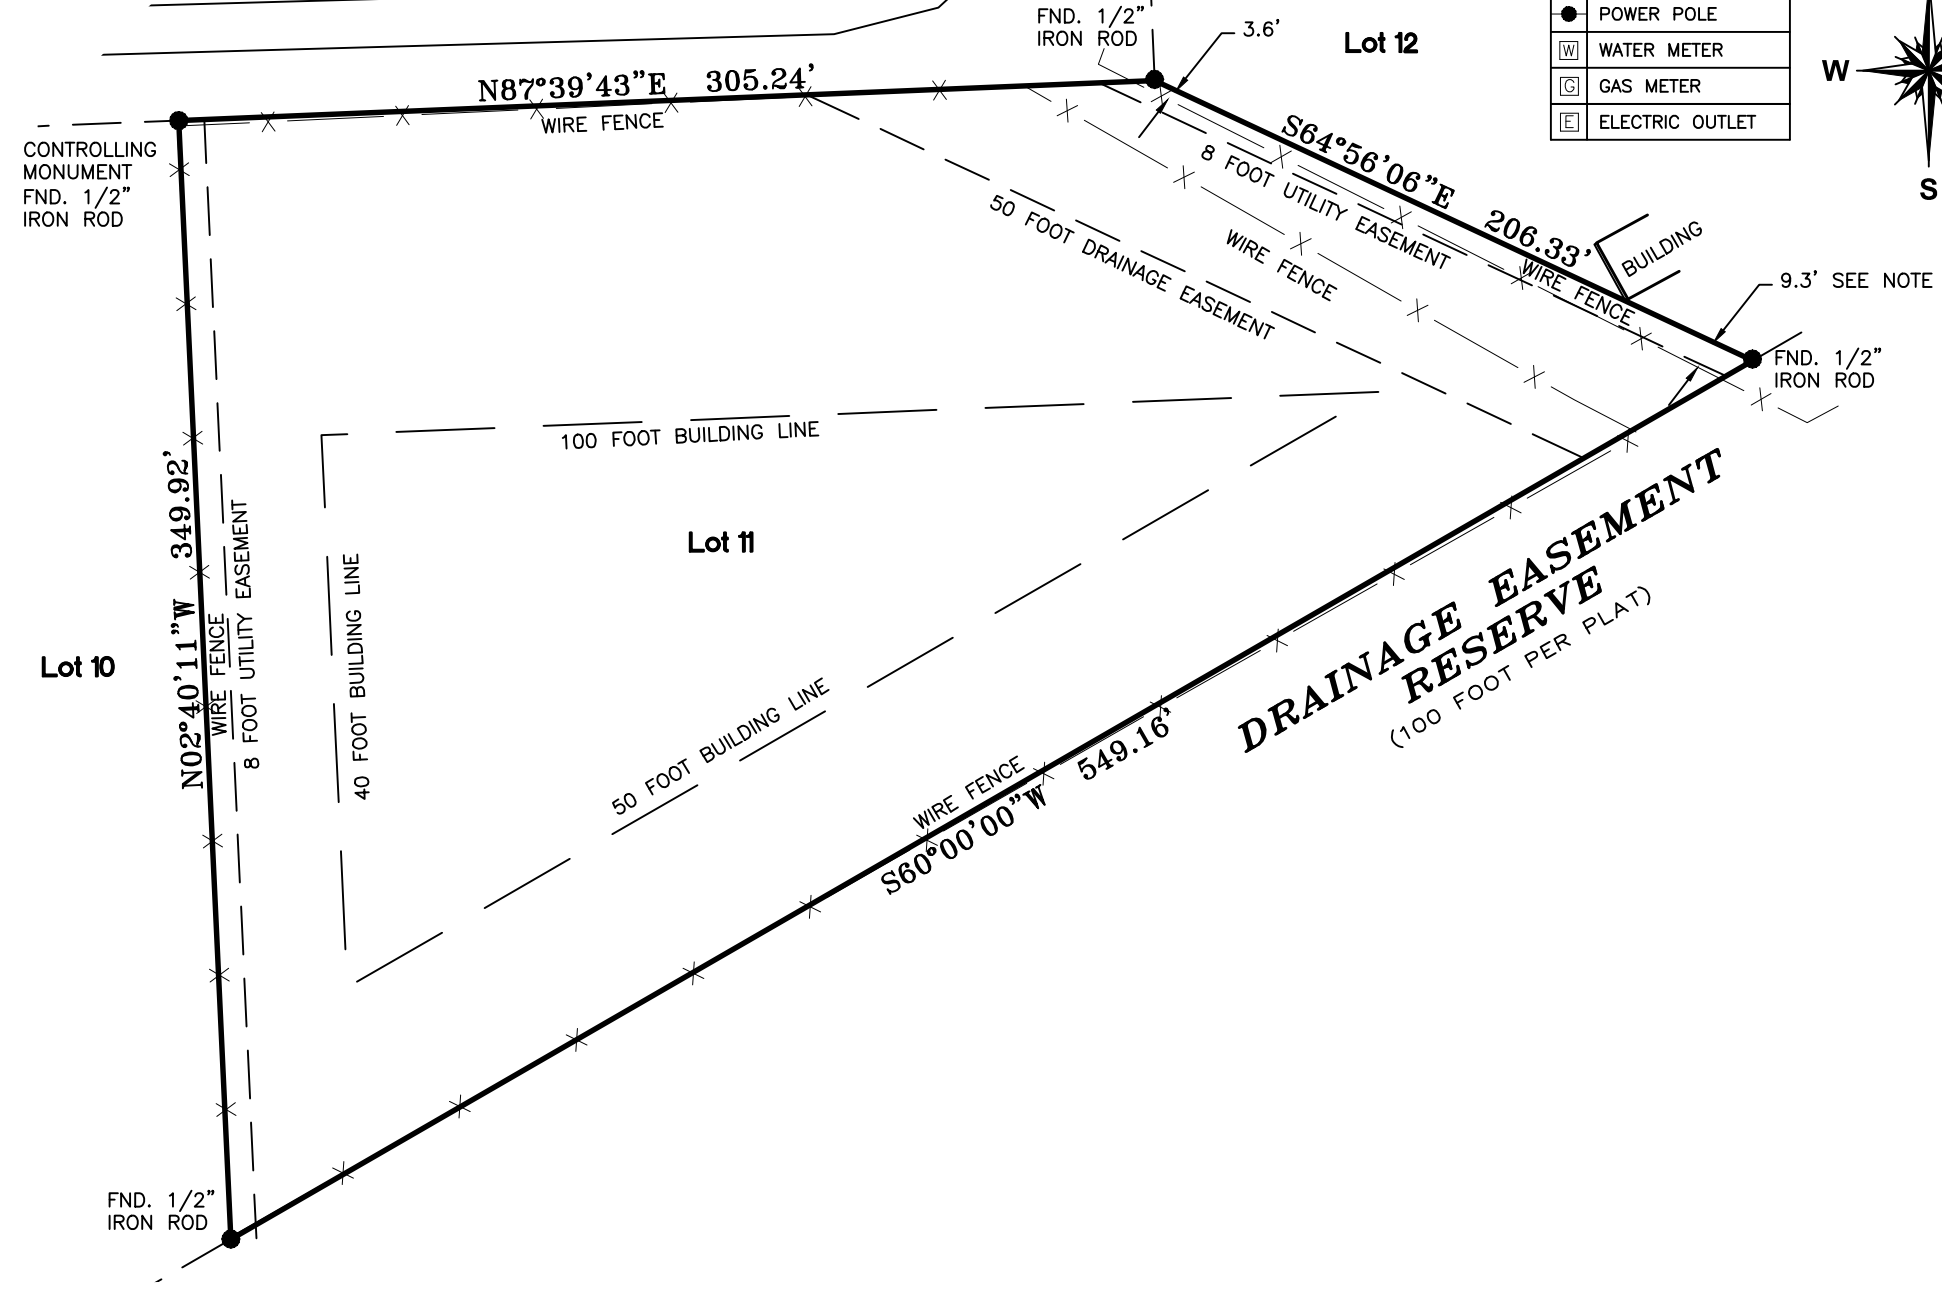 FND. 1/2"
IRON ROD
3.6'
Lot 12
POWER POLE
W WATER METER
G GAS METER
E ELECTRIC OUTLET
W
S
N87°39'43"E 305.24'
WIRE FENCE
CONTROLLING
MONUMENT
FND. 1/2"
IRON ROD
S64°56'06"E 206.33'
8 FOOT UTILITY EASEMENT
WIRE FENCE
50 FOOT DRAINAGE EASEMENT
WIRE FENCE
BUILDING
9.3' SEE NOTE
FND. 1/2"
IRON ROD
100 FOOT BUILDING LINE
Lot 11
Lot 10
N02°40'11"W 349.92'
WIRE FENCE
8 FOOT UTILITY EASEMENT
40 FOOT BUILDING LINE
50 FOOT BUILDING LINE
WIRE FENCE
S60°00'00"W 549.16'
DRAINAGE EASEMENT
RESERVE
(100 FOOT PER PLAT)
FND. 1/2"
IRON ROD